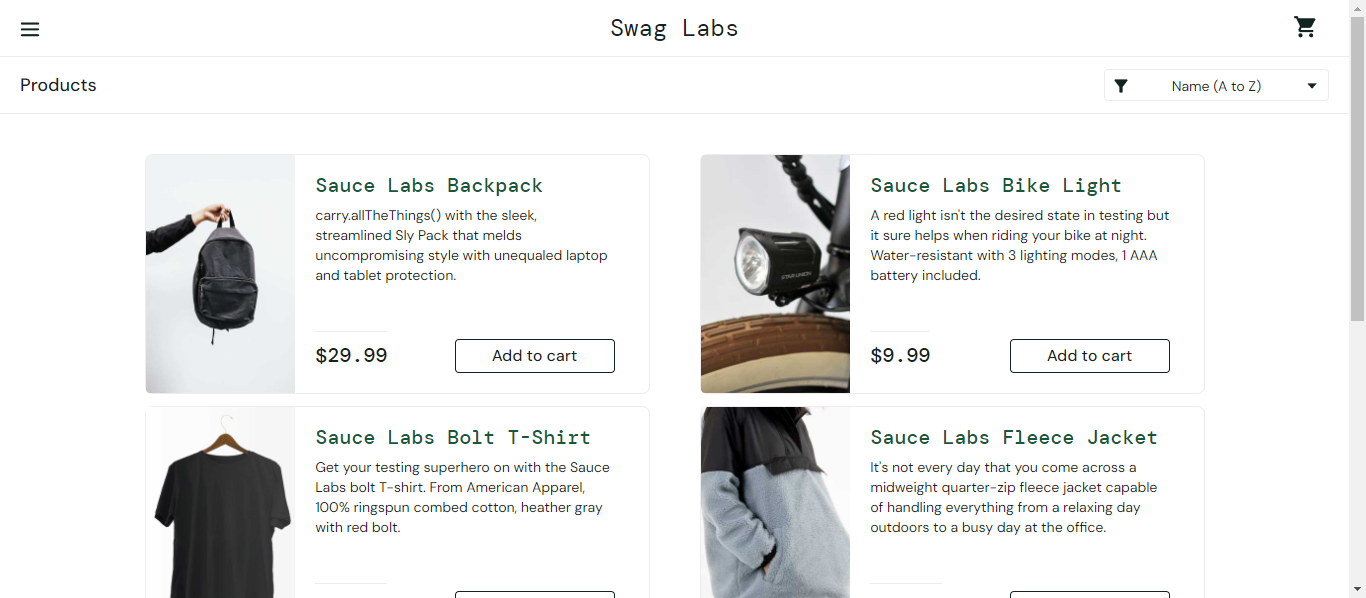 Swag Labs
Products
Name (A to Z)
Sauce Labs Backpack
carry.allTheThings() with the sleek,
streamlined Sly Pack that melds
uncompromising style with unequaled laptop
and tablet protection.
$29.99
Add to cart
Sauce Labs Bike Light
A red light isn't the desired state in testing but
it sure helps when riding your bike at night.
Water-resistant with 3 lighting modes, 1 AAA
battery included.
STAR UNION
$9.99
Add to cart
Sauce Labs Bolt T-Shirt
Get your testing superhero on with the Sauce
Labs bolt T-shirt. From American Apparel,
100% ringspun combed cotton, heather gray
with red bolt.
Sauce Labs Fleece Jacket
It's not every day that you come across a
midweight quarter-zip fleece jacket capable
of handling everything from a relaxing day
outdoors to a busy day at the office.